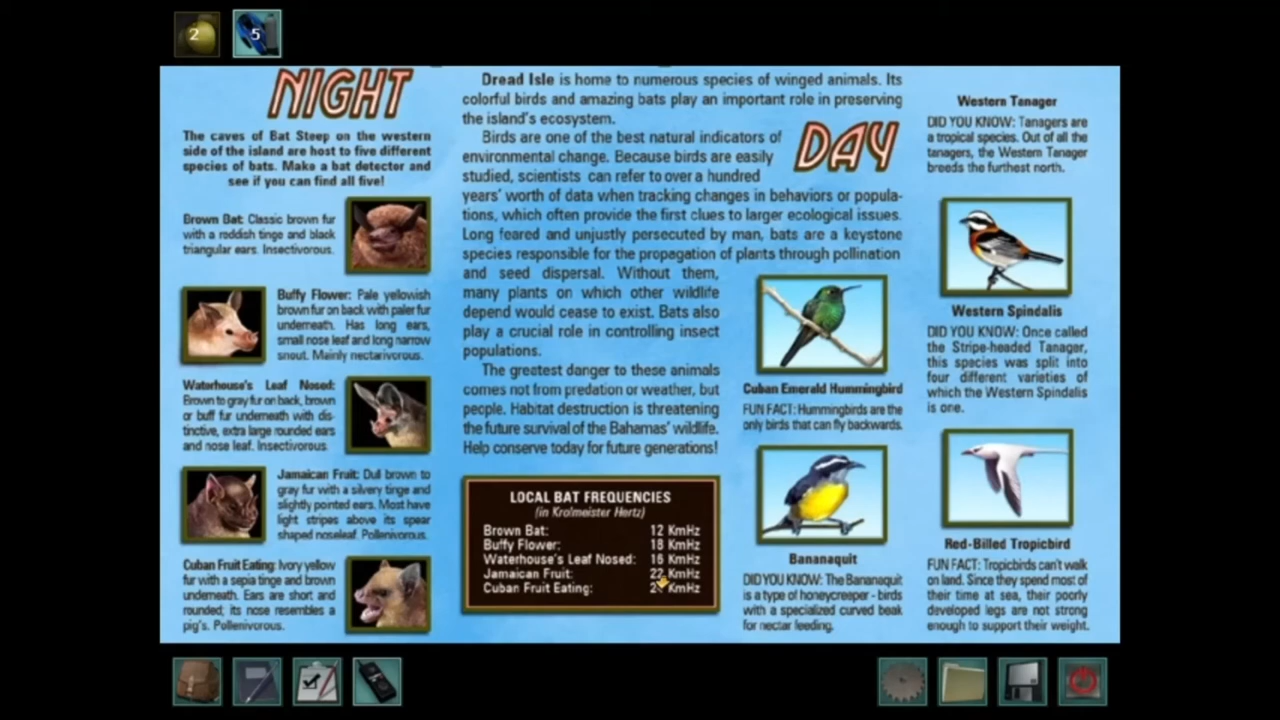 2
5
NIGHT
The caves of Bat Steep on the western
side of the island are host to five different
species of bats. Make a bat detector and
see if you can find all five!
Brown Bat: Classic brown fur
with a reddish tinge and black
triangular ears. Insectivorous.
Buffy Flower: Pale yellowish
brown fur on back with paler fur
underneath. Has long ears,
small nose leaf and long narrow
snout. Mainly nectarivorous.
Waterhouse's Leaf Nosed:
Brown to gray fur on back, brown
or buff fur underneath with dis-
tinctive, extra large rounded ears
and nose leaf. Insectivorous.
Jamaican Fruit: Dull brown to
gray fur with a silvery tinge and
slightly pointed ears. Most have
light stripes above its spear
shaped noseleaf. Pollenivorous.
Cuban Fruit Eating: Ivory yellow
fur with a sepia tinge and brown
underneath. Ears are short and
rounded; its nose resembles a
pig's. Pollenivorous.
Dread Isle is home to numerous species of winged animals. Its
colorful birds and amazing bats play an important role in preserving
the island's ecosystem.
Birds are one of the best natural indicators of
environmental change. Because birds are easily
studied, scientists can refer to over a hundred
years' worth of data when tracking changes in behaviors or popula-
tions, which often provide the first clues to larger ecological issues.
Long feared and unjustly persecuted by man, bats are a keystone
species responsible for the propagation of plants through pollination
and seed dispersal. Without them,
many plants on which other wildlife
depend would cease to exist. Bats also
play a crucial role in controlling insect
populations.
The greatest danger to these animals
comes not from predation or weather, but
people. Habitat destruction is threatening
the future survival of the Bahamas' wildlife.
Help conserve today for future generations!
LOCAL BAT FREQUENCIES
(in Krolmeister Hertz)
Brown Bat: 12 KmHz
Buffy Flower: 18 KmHz
Waterhouse's Leaf Nosed: 16 KmHz
Jamaican Fruit: 22 KmHz
Cuban Fruit Eating: KmHz
DAY
Cuban Emerald Hummingbird
FUN FACT: Hummingbirds are the
only birds that can fly backwards.
Bananaquit
DID YOU KNOW: The Bananaquit
is a type of honeycreeper - birds
with a specialized curved beak
for nectar feeding.
Western Tanager
DID YOU KNOW: Tanagers are
a tropical species. Out of all the
tanagers, the Western Tanager
breeds the furthest north.
Western Spindalis
DID YOU KNOW: Once called
the Stripe-headed Tanager,
this species was split into
four different varieties of
which the Western Spindalis
is one.
Red-Billed Tropicbird
FUN FACT: Tropicbirds can't walk
on land. Since they spend most of
their time at sea, their poorly
developed legs are not strong
enough to support their weight.